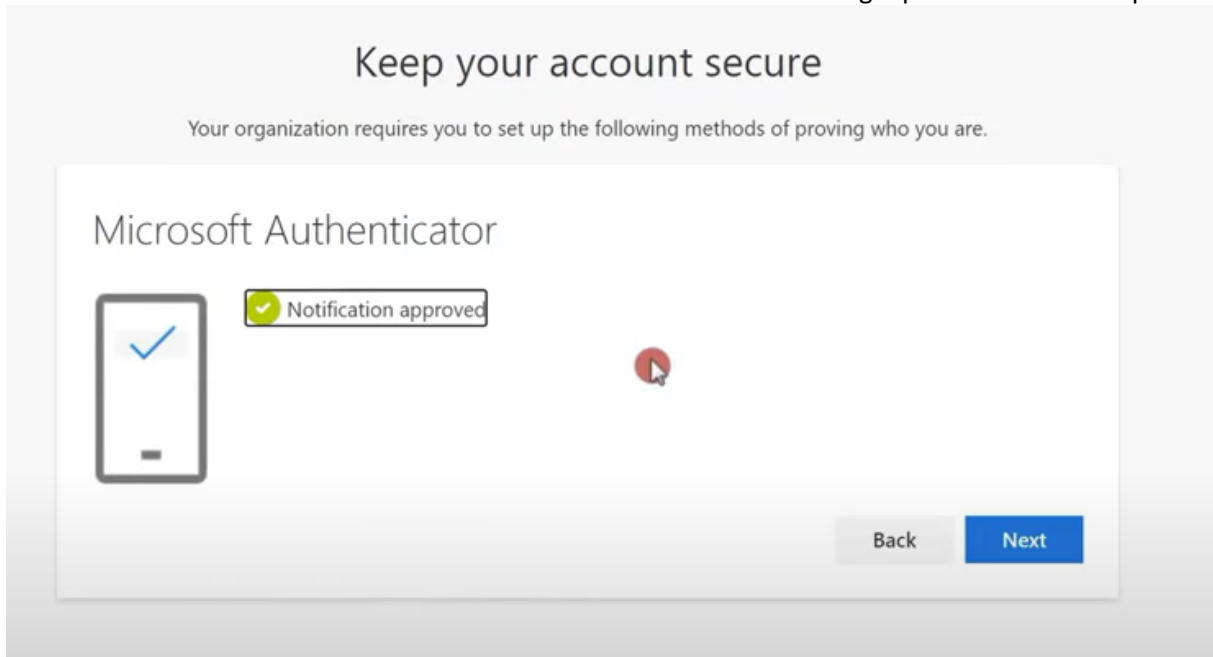 Keep your account secure
Your organization requires you to set up the following methods of proving who you are.
Microsoft Authenticator
Notification approved
Back Next